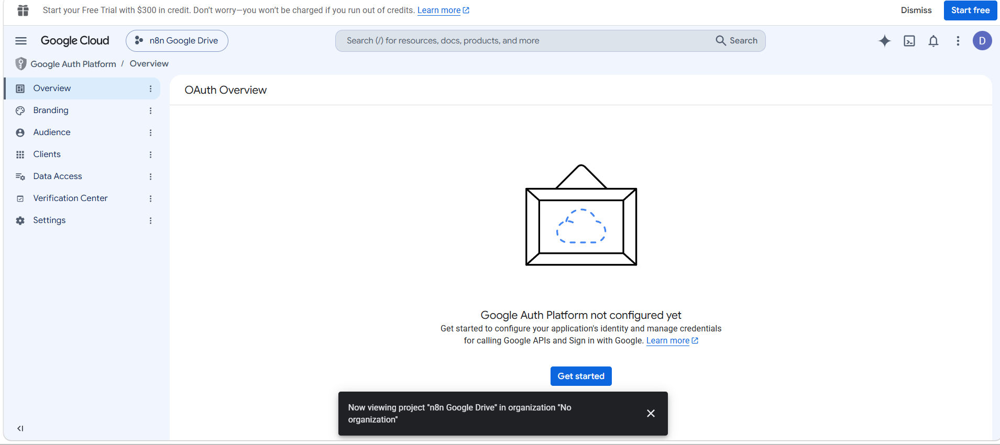 Start your Free Trial with $300 in credit. Don’t worry—you won’t be charged if you run out of credits. Learn more
Dismiss
Start free
Google Cloud
n8n Google Drive
Search (/) for resources, docs, products, and more
Search
D
Google Auth Platform / Overview
Overview
Branding
Audience
Clients
Data Access
Verification Center
Settings
OAuth Overview
Google Auth Platform not configured yet
Get started to configure your application's identity and manage credentials
for calling Google APIs and Sign in with Google. Learn more
Get started
Now viewing project "n8n Google Drive" in organization "No
organization"